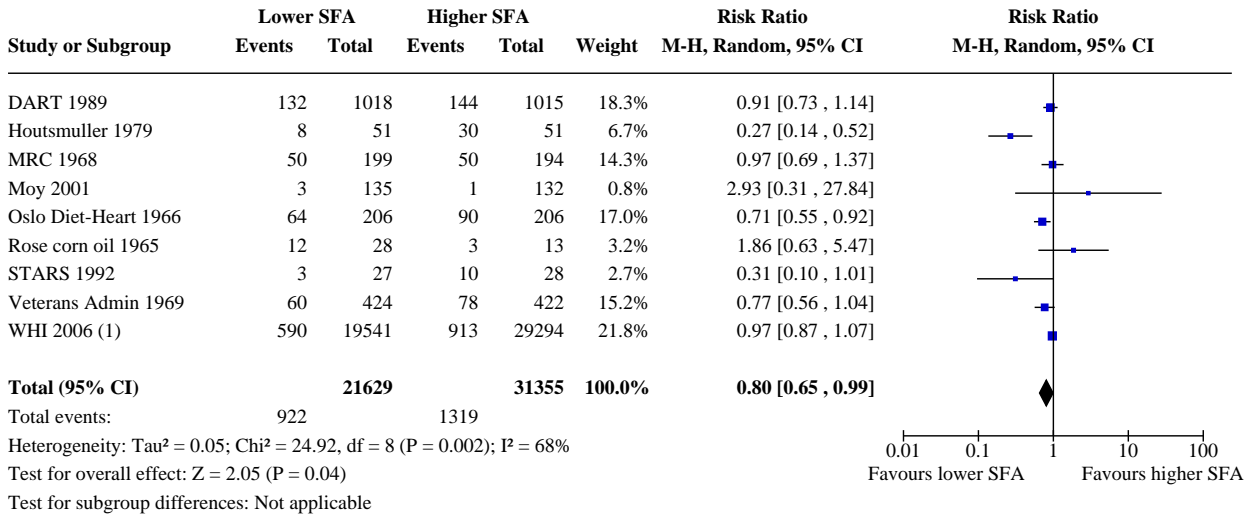 Lower SFA Higher SFA Risk Ratio Risk Ratio
Study or Subgroup Events Total Events Total Weight M-H, Random, 95% CI M-H, Random, 95% CI
DART 1989 132 1018 144 1015 18.3% 0.91 [0.73 , 1.14]
Houtsmuller 1979 8 51 30 51 6.7% 0.27 [0.14 , 0.52]
MRC 1968 50 199 50 194 14.3% 0.97 [0.69 , 1.37]
Moy 2001 3 135 1 132 0.8% 2.93 [0.31 , 27.84]
Oslo Diet-Heart 1966 64 206 90 206 17.0% 0.71 [0.55 , 0.92]
Rose corn oil 1965 12 28 3 13 3.2% 1.86 [0.63 , 5.47]
STARS 1992 3 27 10 28 2.7% 0.31 [0.10 , 1.01]
Veterans Admin 1969 60 424 78 422 15.2% 0.77 [0.56 , 1.04]
WHI 2006 (1) 590 19541 913 29294 21.8% 0.97 [0.87 , 1.07]
Total (95% CI) 21629 31355 100.0% 0.80 [0.65 , 0.99]
Total events: 922 1319
Heterogeneity: Tau² = 0.05; Chi² = 24.92, df = 8 (P = 0.002); I² = 68%
Test for overall effect: Z = 2.05 (P = 0.04)
Test for subgroup differences: Not applicable
0.01 0.1 1 10 100
Favours lower SFA Favours higher SFA